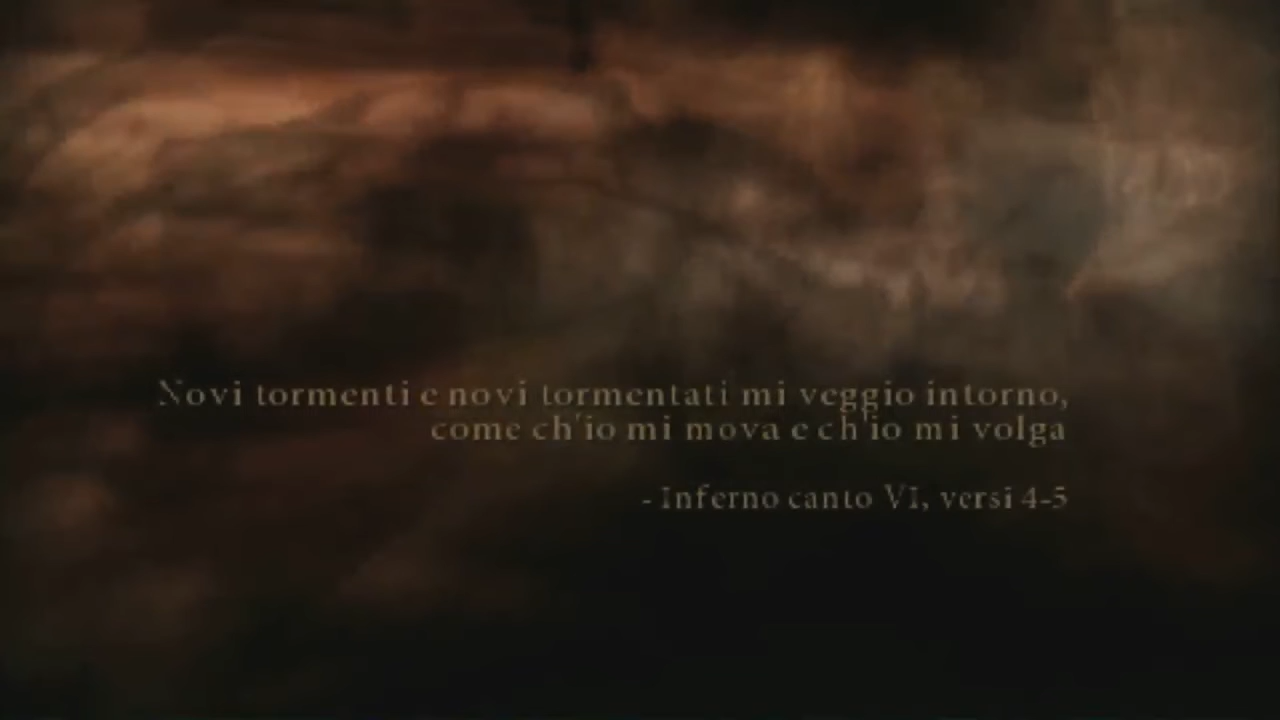 Novi tormenti e novi tormentati mi veggio intorno,
come ch'io mi mova e ch'io mi volga
- Inferno canto VI, versi 4-5